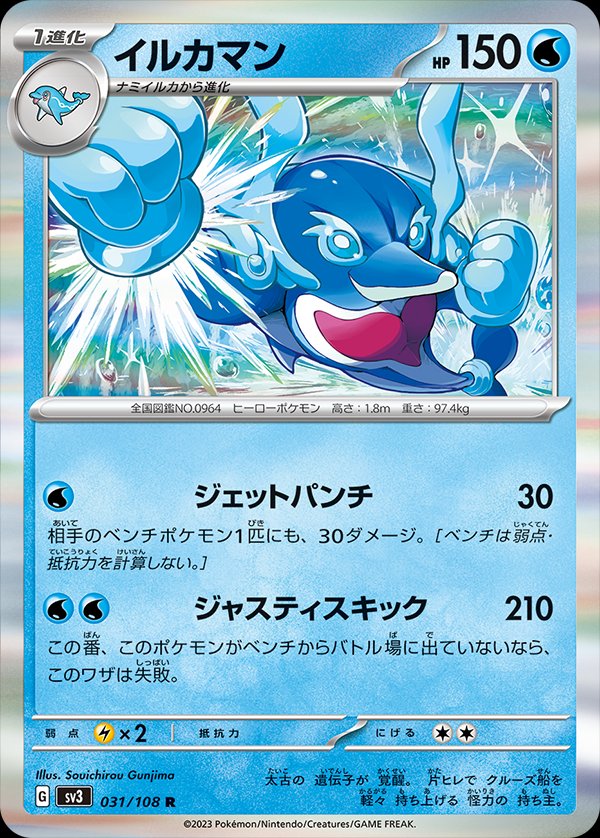 1進化
イルカマン
HP 150
ナミイルカから進化
全国図鑑NO.0964 ヒーローポケモン 高さ：1.8m 重さ：97.4kg
ジェットパンチ 30
相手のベンチポケモン1匹にも、30ダメージ。[ベンチは弱点・
抵抗力を計算しない。]
ジャスティスキック 210
この番、このポケモンがベンチからバトル場に出ていないなら、
このワザは失敗。
弱点 ×2 抵抗力 にげる
Illus. Souichirou Gunjima
太古の 遺伝子が 覚醒。 片ヒレで クルーズ船を
軽々 持ち上げる 怪力の 持ち主。
G sv3 031/108 R
©2023 Pokémon/Nintendo/Creatures/GAME FREAK.